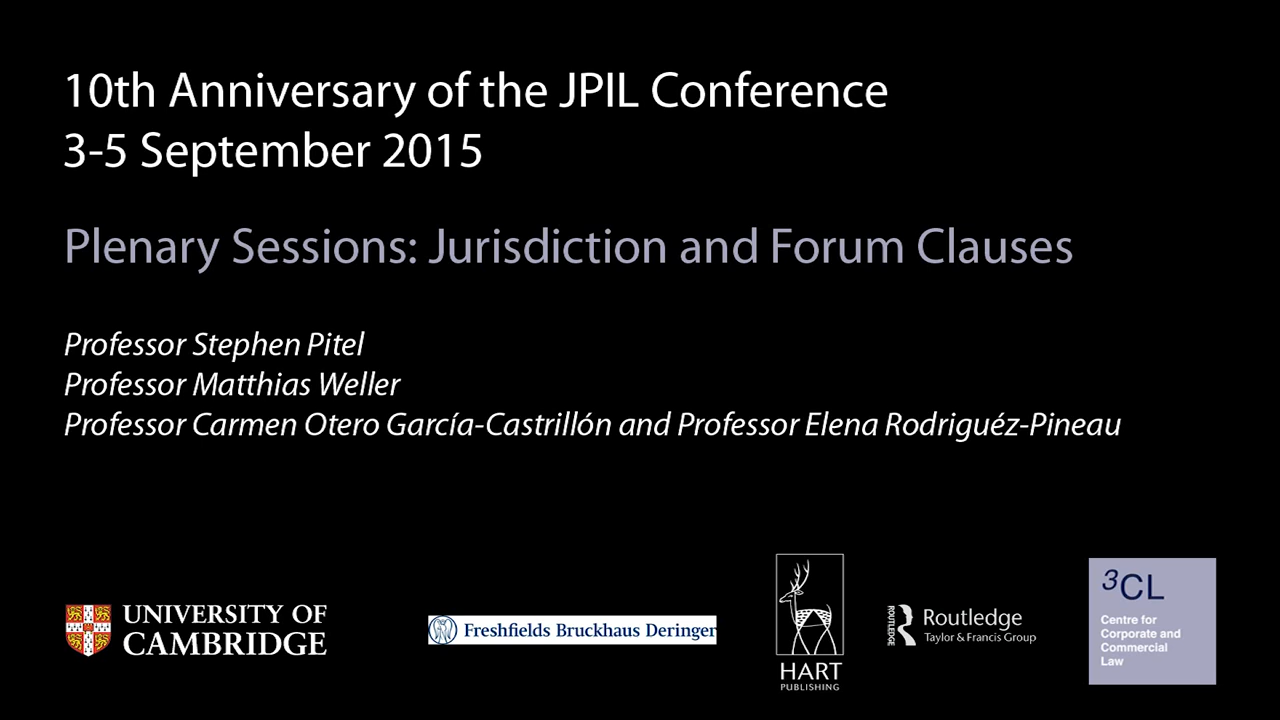 10th Anniversary of the JPIL Conference
3-5 September 2015
Plenary Sessions: Jurisdiction and Forum Clauses
Professor Stephen Pitel
Professor Matthias Weller
Professor Carmen Otero García-Castrillón and Professor Elena Rodriguéz-Pineau
UNIVERSITY OF
CAMBRIDGE
Freshfields Bruckhaus Deringer
HART
PUBLISHING
ROUTLEDGE
Routledge
Taylor & Francis Group
3CL
Centre for
Corporate and
Commercial
Law